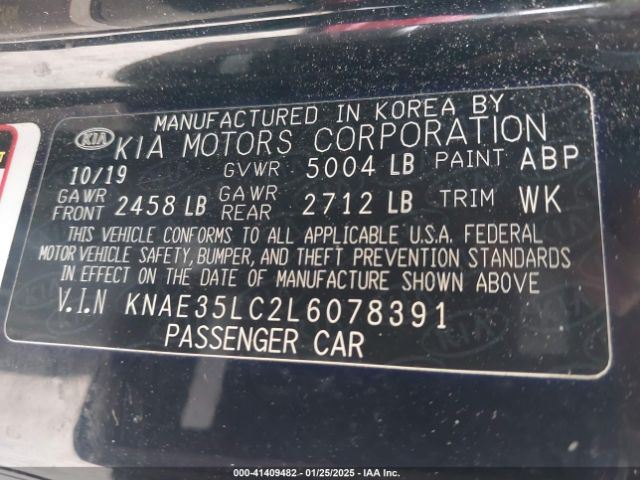 MANUFACTURED IN KOREA BY
KIA KIA MOTORS CORPORATION
10/19 GVWR 5004 LB PAINT ABP
GAWR FRONT 2458 LB GAWR REAR 2712 LB TRIM WK
THIS VEHICLE CONFORMS TO ALL APPLICABLE U.S.A. FEDERAL
MOTOR VEHICLE SAFETY, BUMPER, AND THEFT PREVENTION STANDARDS
IN EFFECT ON THE DATE OF MANUFACTURE SHOWN ABOVE
V.I.N KNAE35LC2L6078391
PASSENGER CAR
000-41409482 - 01/25/2025 - IAA Inc.